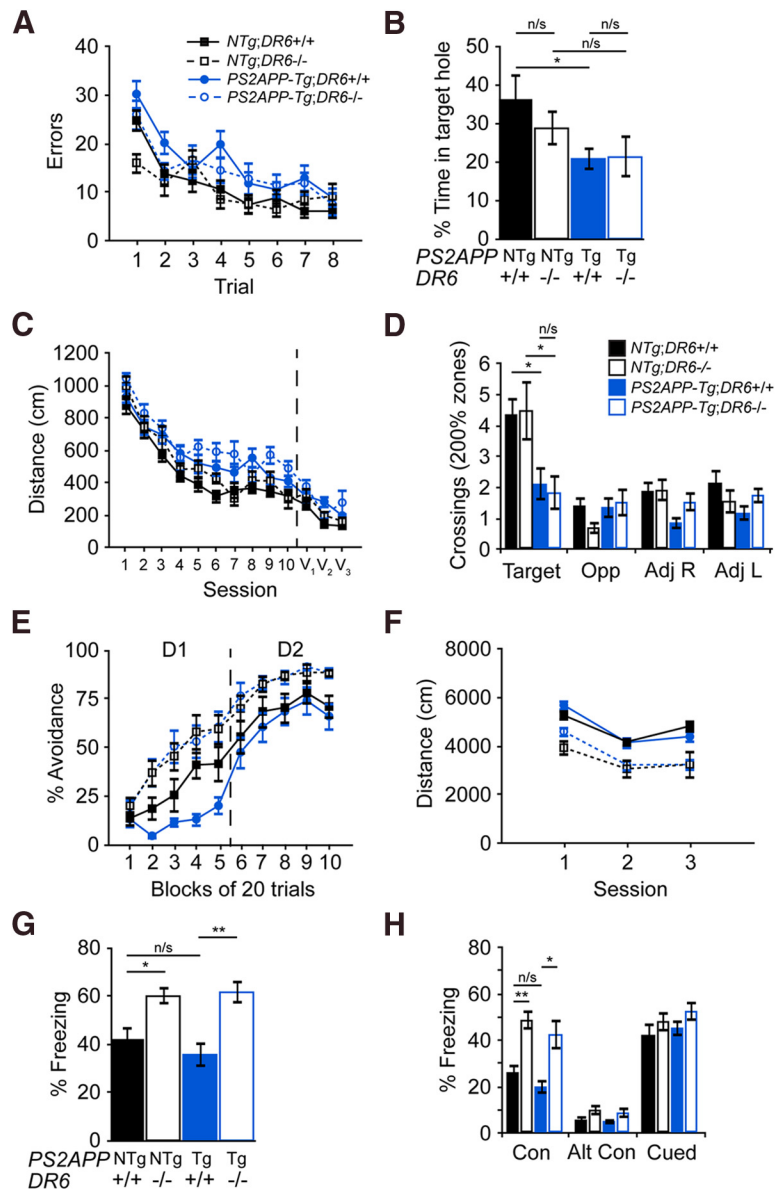 A
Errors
40
30
20
10
0
1 2 3 4 5 6 7 8
Trial
NTg;DR6+/+
NTg;DR6-/-
PS2APP-Tg;DR6+/+
PS2APP-Tg;DR6-/-
B
% Time in target hole
50
40
30
20
10
0
n/s n/s
n/s
*
PS2APP NTg NTg Tg Tg
DR6 +/+ -/- +/+ -/-
C
Distance (cm)
1200
1000
800
600
400
200
0
1 2 3 4 5 6 7 8 9 10 V1 V2 V3
Session
D
Crossings (200% zones)
6
5
4
3
2
1
0
n/s
*
*
NTg;DR6+/+
NTg;DR6-/-
PS2APP-Tg;DR6+/+
PS2APP-Tg;DR6-/-
Target Opp Adj R Adj L
E
% Avoidance
100
75
50
25
0
D1 D2
1 2 3 4 5 6 7 8 9 10
Blocks of 20 trials
F
Distance (cm)
8000
6000
4000
2000
0
1 2 3
Session
G
% Freezing
80
60
40
20
0
n/s
**
*
PS2APP NTg NTg Tg Tg
DR6 +/+ -/- +/+ -/-
H
% Freezing
80
60
40
20
0
n/s
*
**
Con Alt Con Cued